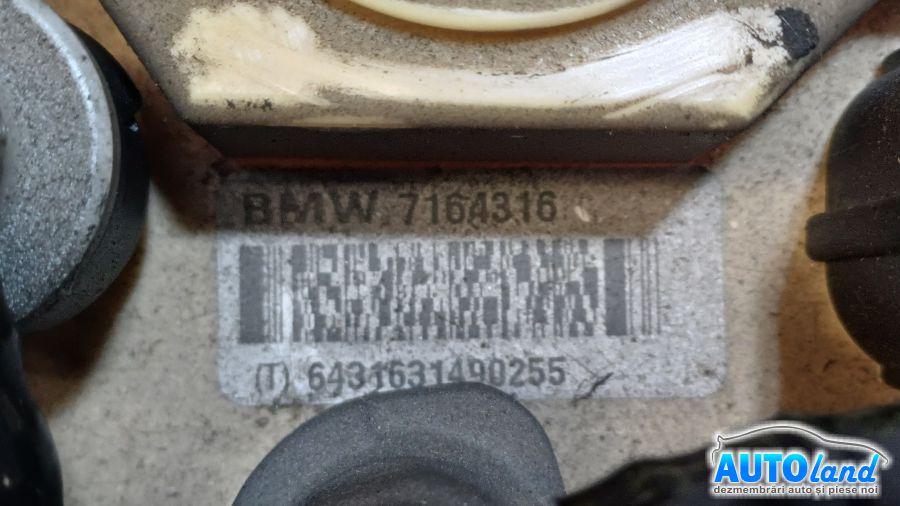 BMW 7164316
(T) 6431631490255
AUTOland
dezmembrări auto și piese noi